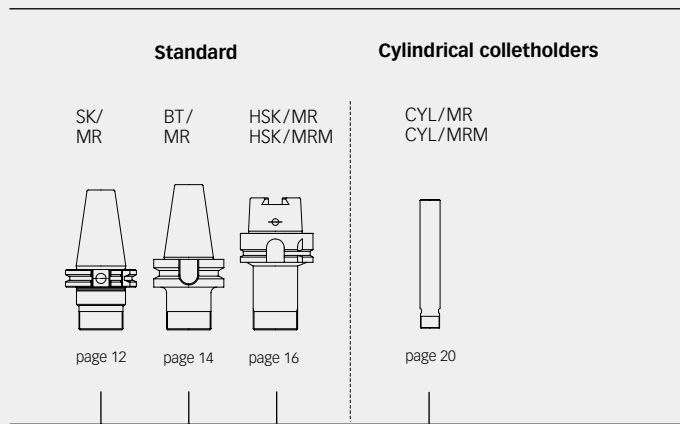 Standard
Cylindrical colletholders
SK/
MR
BT/
MR
HSK/MR
HSK/MRM
CYL/MR
CYL/MRM
page 12
page 14
page 16
page 20